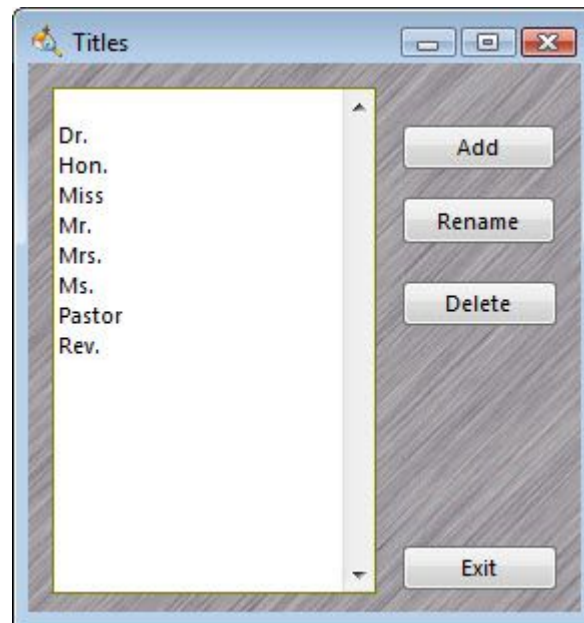 Titles
Dr.
Hon.
Miss
Mr.
Mrs.
Ms.
Pastor
Rev.
Add
Rename
Delete
Exit